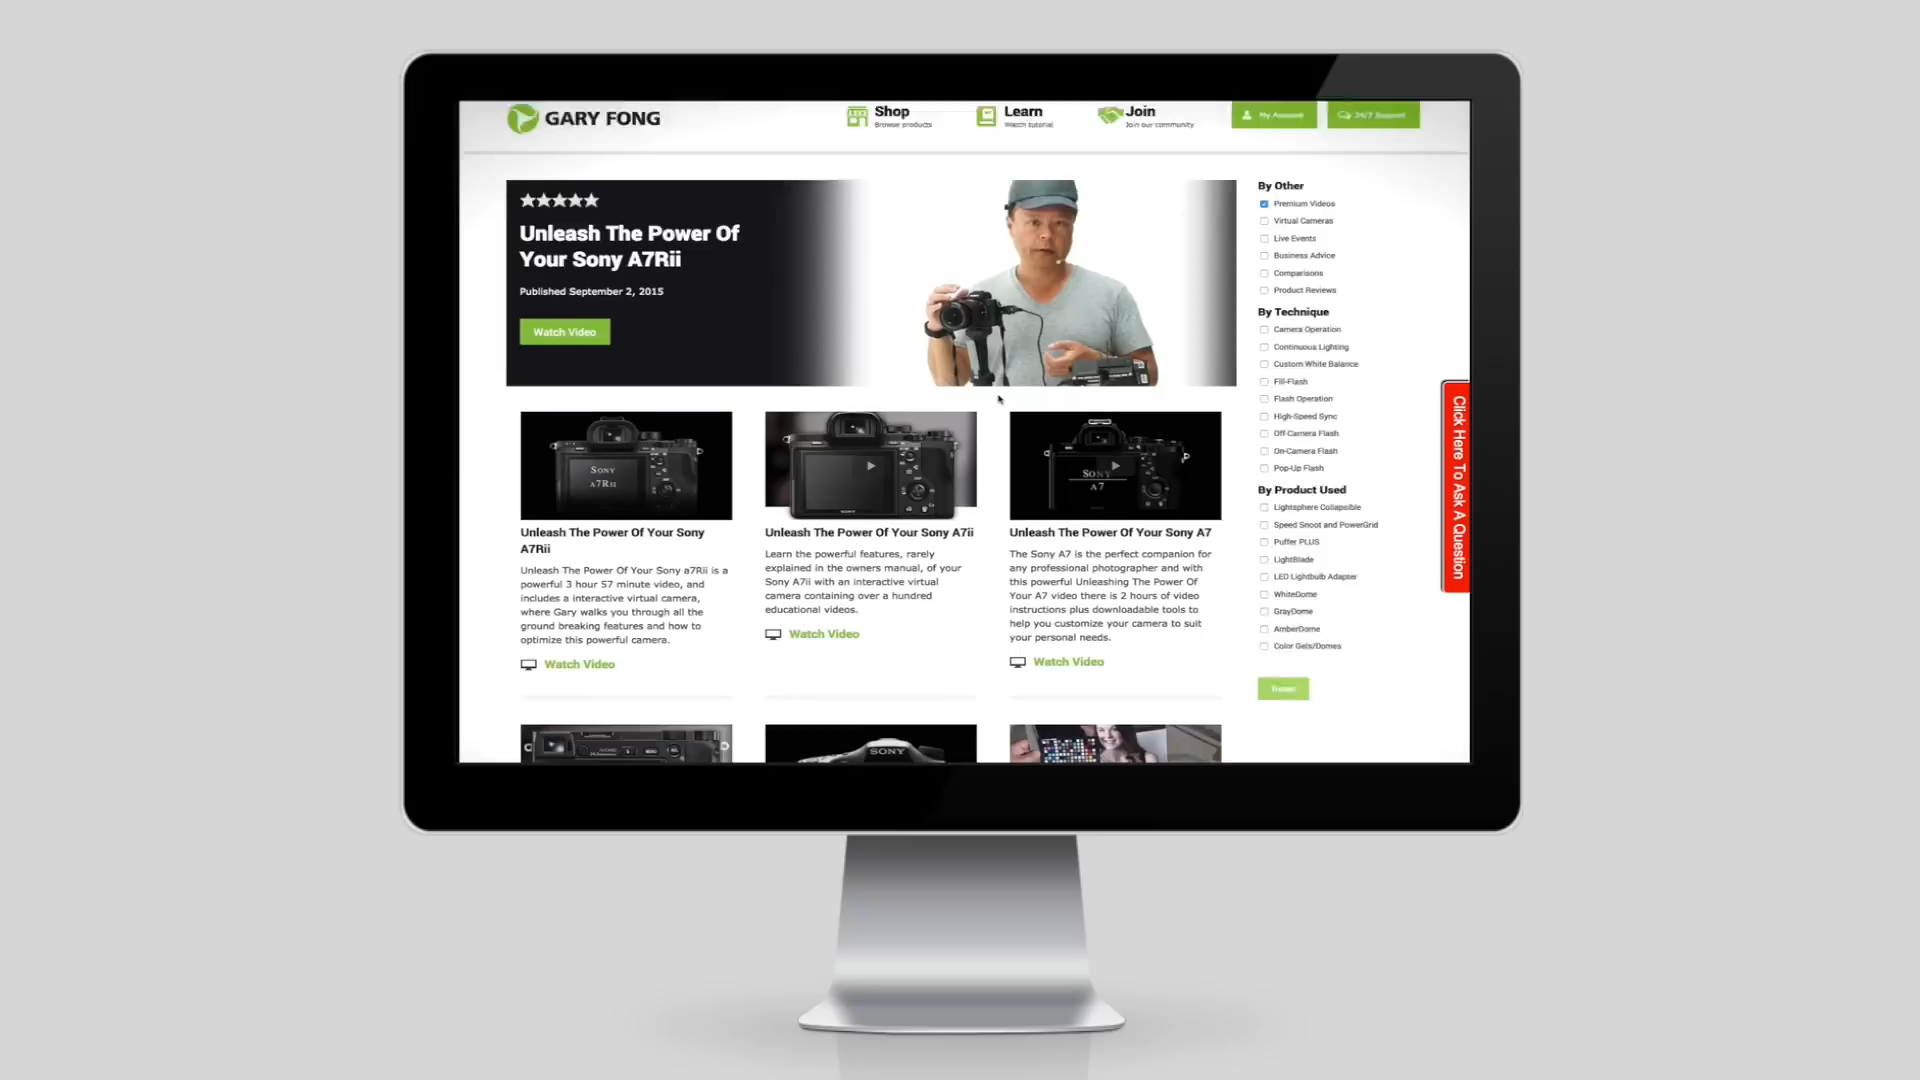 GARY FONG
Shop
Browse products
Learn
Watch tutorial
Join
Join our community
My Account
24/7 Support
Unleash The Power Of
Your Sony A7Rii
Published September 2, 2015
Watch Video
By Other
Premium Videos
Virtual Cameras
Live Events
Business Advice
Comparisons
Product Reviews
By Technique
Camera Operation
Continuous Lighting
Custom White Balance
Fill-Flash
Flash Operation
High-Speed Sync
Off-Camera Flash
On-Camera Flash
Pop-Up Flash
By Product Used
Lightsphere Collapsible
Speed Snoot and PowerGrid
Puffer PLUS
LightBlade
LED Lightbulb Adapter
WhiteDome
GrayDome
AmberDome
Color Gels/Domes
Click Here To Ask A Question
SONY
A7RII
SONY
SONY
A7
Unleash The Power Of Your Sony
A7Rii
Unleash The Power Of Your Sony a7Rii is a
powerful 3 hour 57 minute video, and
includes a interactive virtual camera,
where Gary walks you through all the
ground breaking features and how to
optimize this powerful camera.
Watch Video
Unleash The Power Of Your Sony A7ii
Learn the powerful features, rarely
explained in the owners manual, of your
Sony A7ii with an interactive virtual
camera containing over a hundred
educational videos.
Watch Video
Unleash The Power Of Your Sony A7
The Sony A7 is the perfect companion for
any professional photographer and with
this powerful Unleashing The Power Of
Your A7 video there is 2 hours of video
instructions plus downloadable tools to
help you customize your camera to suit
your personal needs.
Watch Video
MENU
SONY